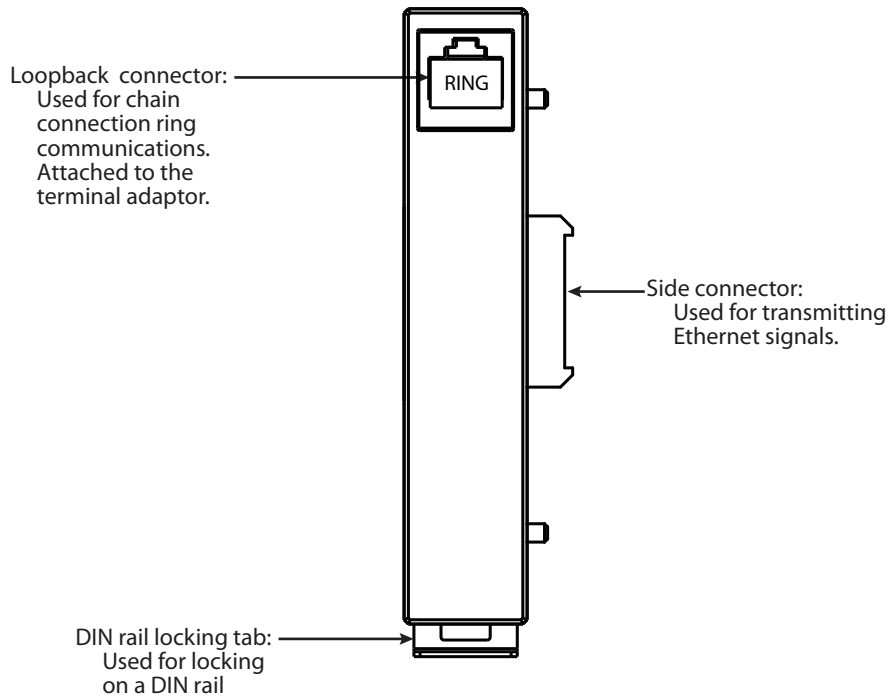 RING
Loopback connector:
Used for chain
connection ring
communications.
Attached to the
terminal adaptor.
Side connector:
Used for transmitting
Ethernet signals.
DIN rail locking tab:
Used for locking
on a DIN rail